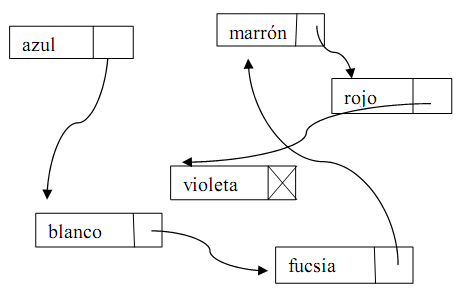 marrón
azul
rojo
violeta
blanco
fucsia